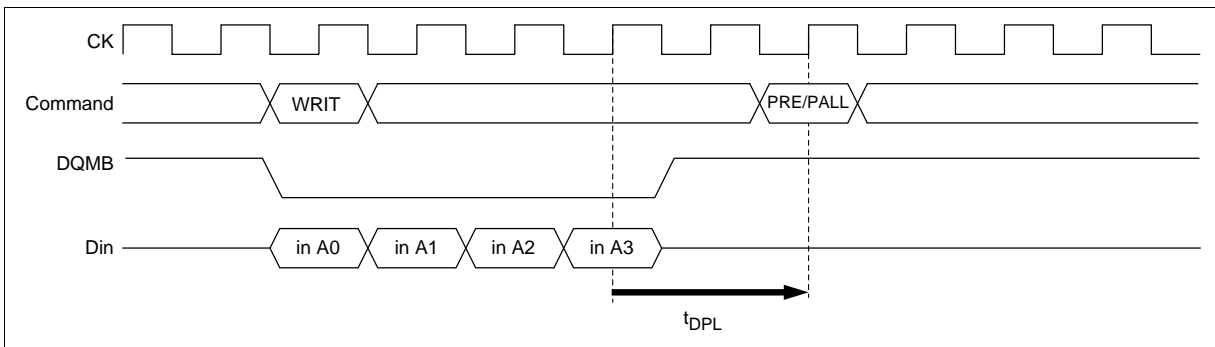 CK
Command WRIT PRE/PALL
DQMB
Din in A0 in A1 in A2 in A3
tDPL